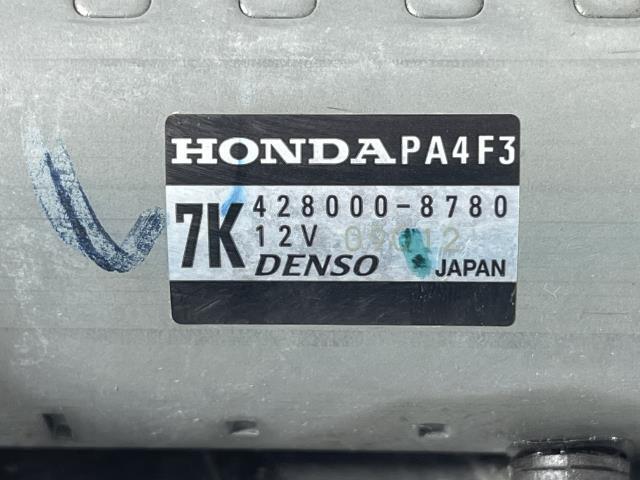 HONDA PA4F3
7K 428000-8780
12V
DENSO JAPAN